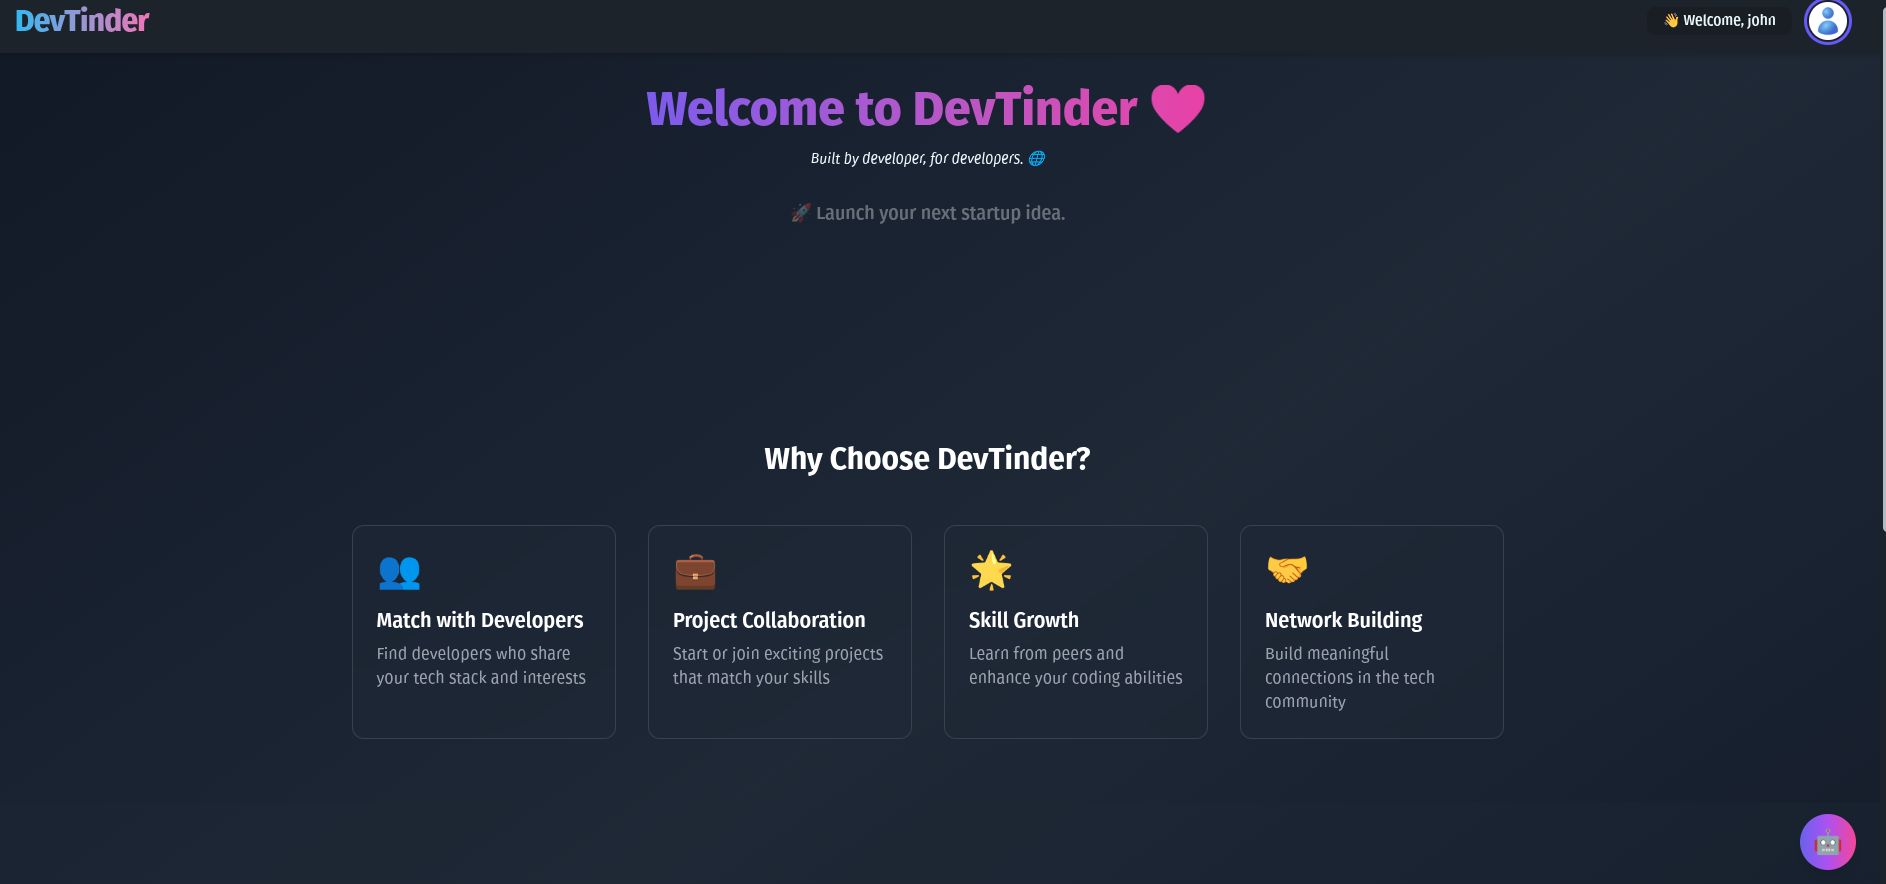 DevTinder
👋 Welcome, john
Welcome to DevTinder
Built by developer, for developers. 🌐
🚀 Launch your next startup idea.
Why Choose DevTinder?
Match with Developers
Find developers who share
your tech stack and interests
Project Collaboration
Start or join exciting projects
that match your skills
Skill Growth
Learn from peers and
enhance your coding abilities
Network Building
Build meaningful
connections in the tech
community